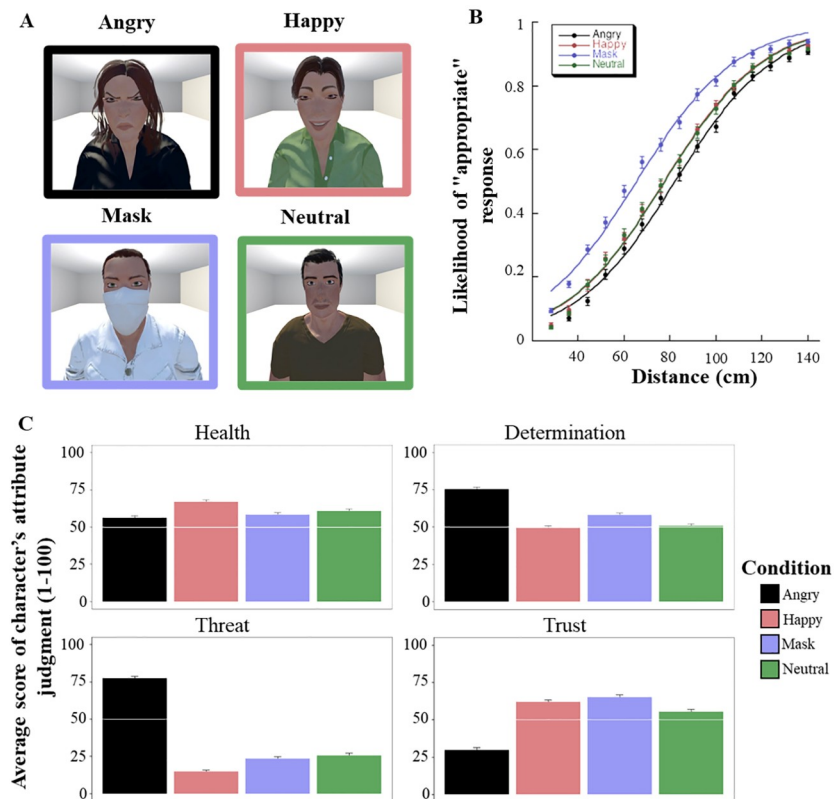 A
Angry
Happy
Mask
Neutral
B
Angry
Happy
Mask
Neutral
1
0.8
0.6
0.4
0.2
0
40 60 80 100 120 140
Distance (cm)
Likelihood of "appropriate"
response
C
Average score of character's attribute
judgment (1-100)
Health
100
75
50
25
0
Determination
100
75
50
25
0
Threat
100
75
50
25
0
Trust
100
75
50
25
0
Condition
Angry
Happy
Mask
Neutral